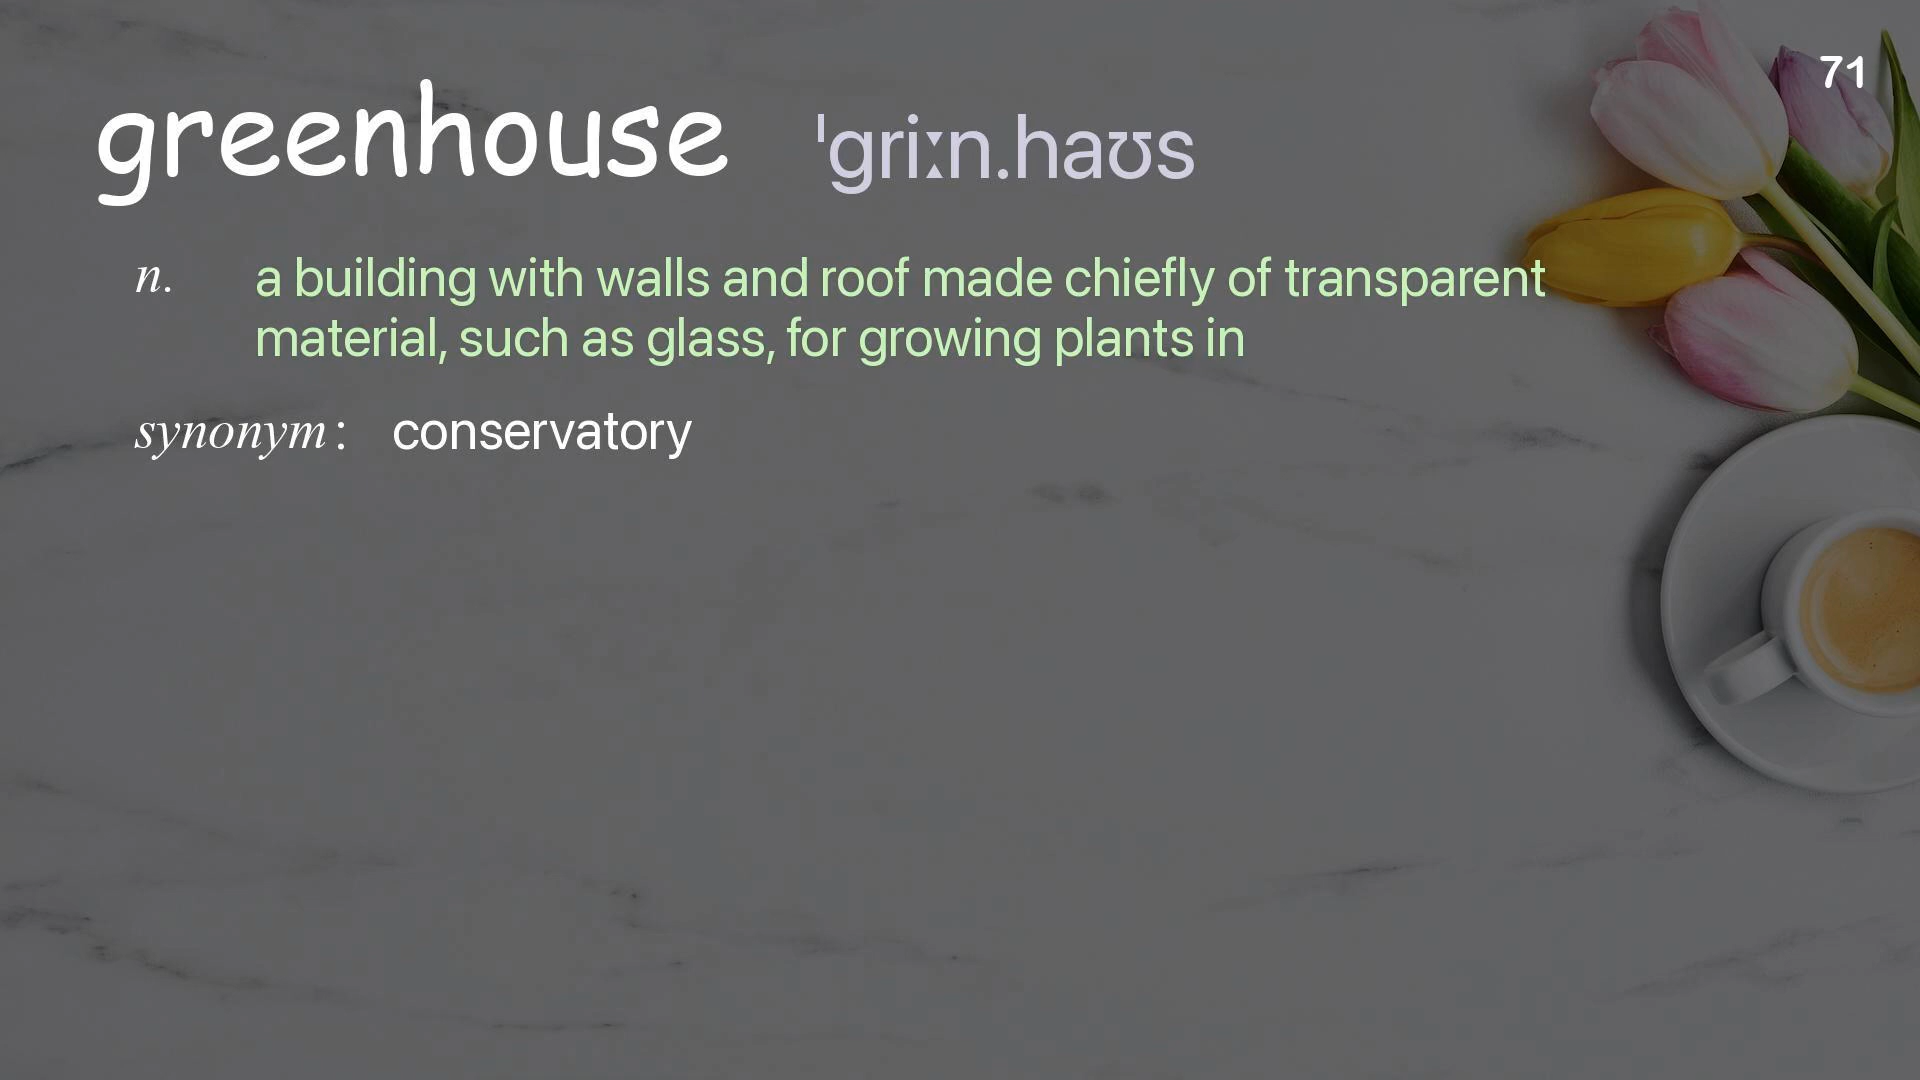 71
greenhouse ˈɡriːn.haʊs
n. a building with walls and roof made chiefly of transparent
material, such as glass, for growing plants in
synonym: conservatory